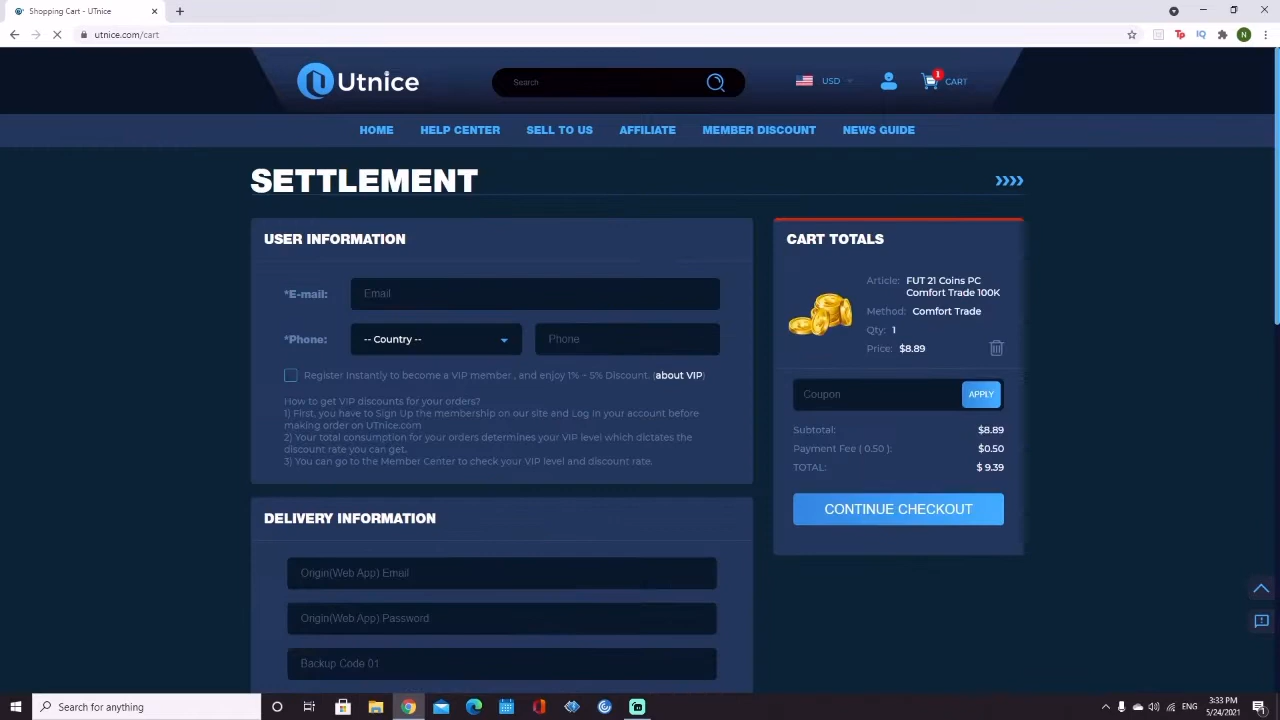 Shopping Cart - UTnice
utnice.com/cart
Tp
IQ
N
Utnice
Search
USD
1
CART
HOME
HELP CENTER
SELL TO US
AFFILIATE
MEMBER DISCOUNT
NEWS GUIDE
SETTLEMENT
USER INFORMATION
*E-mail:
Email
*Phone:
-- Country --
Phone
Register Instantly to become a VIP member , and enjoy 1% ~ 5% Discount. (about VIP)
How to get VIP discounts for your orders?
1) First, you have to Sign Up the membership on our site and Log In your account before
making order on UTnice.com
2) Your total consumption for your orders determines your VIP level which dictates the
discount rate you can get.
3) You can go to the Member Center to check your VIP level and discount rate.
DELIVERY INFORMATION
Origin(Web App) Email
Origin(Web App) Password
Backup Code 01
CART TOTALS
Article: FUT 21 Coins PC
Comfort Trade 100K
Method: Comfort Trade
Qty: 1
Price: $8.89
Coupon
APPLY
Subtotal: $8.89
Payment Fee ( 0.50 ): $0.50
TOTAL: $ 9.39
CONTINUE CHECKOUT
Search for anything
ENG
3:33 PM
5/24/2021